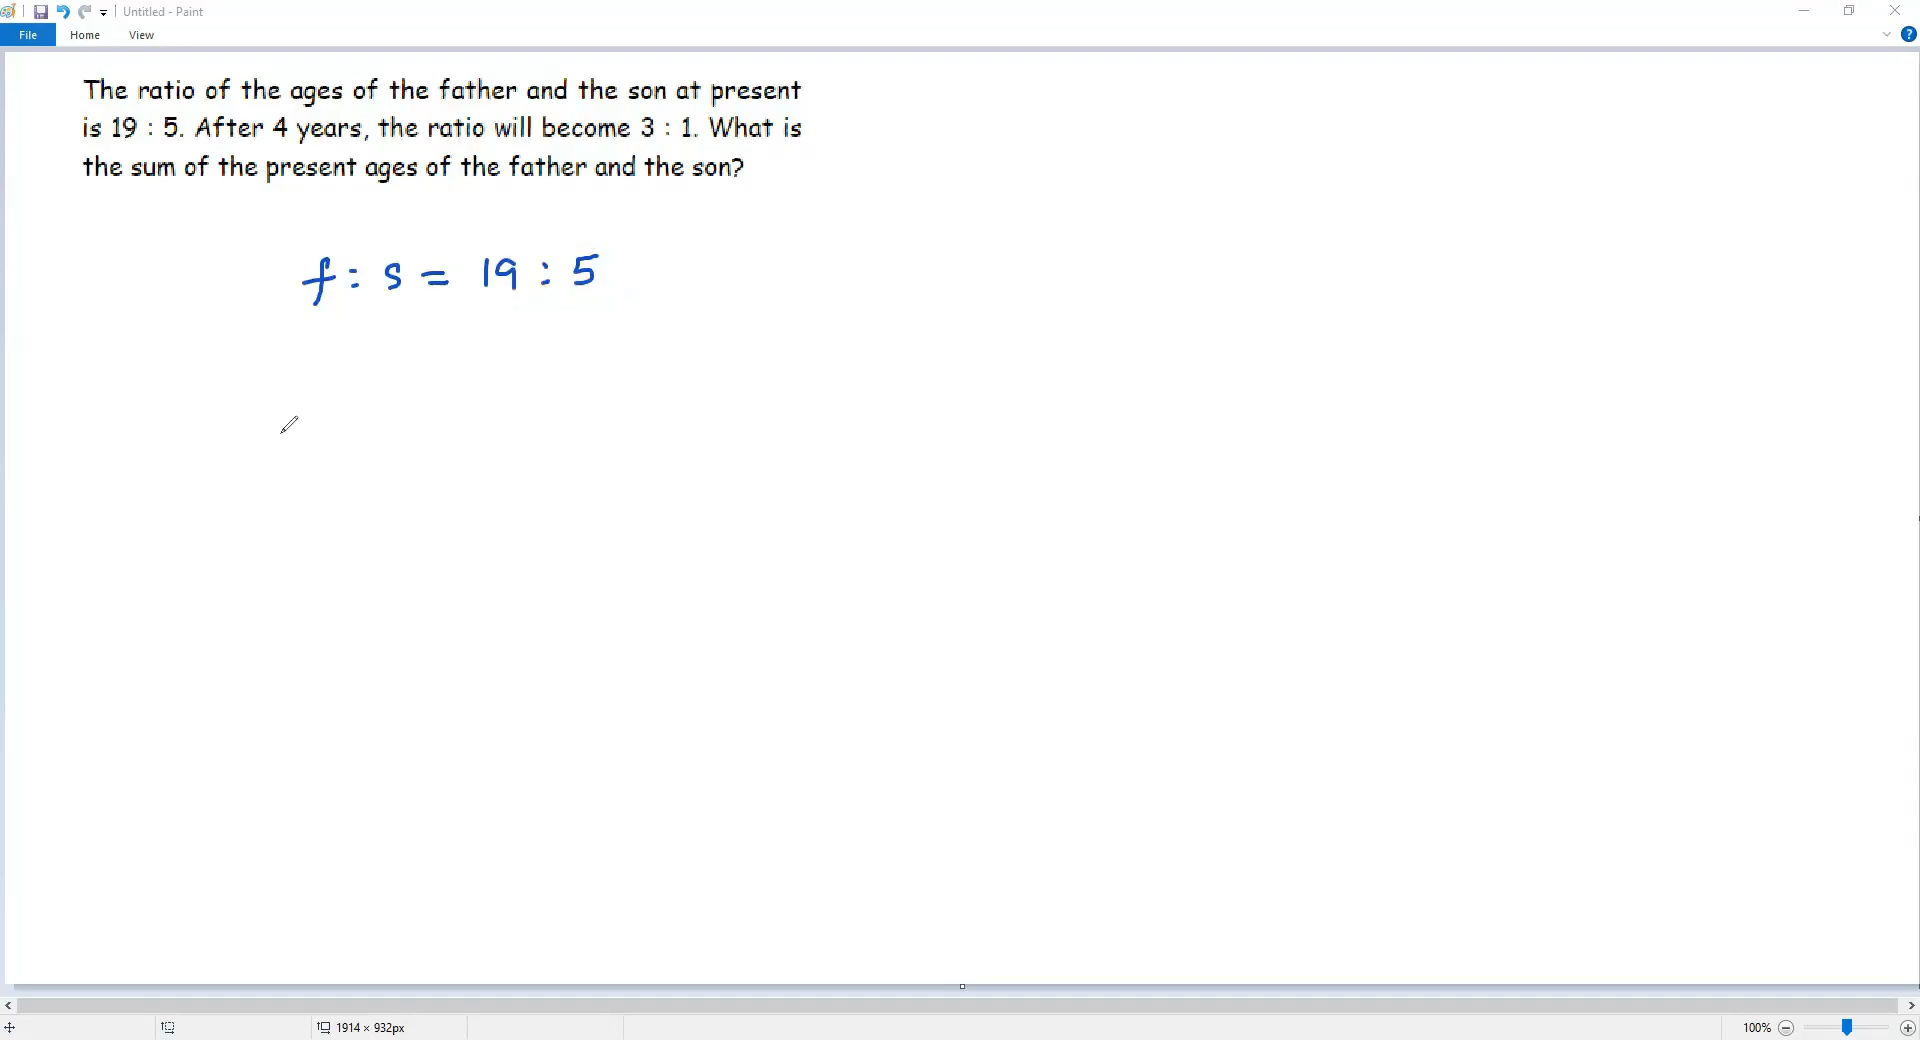 Untitled - Paint
File Home View
The ratio of the ages of the father and the son at present
is 19 : 5. After 4 years, the ratio will become 3 : 1. What is
the sum of the present ages of the father and the son?
f : s = 19 : 5
1914 × 932px
100%